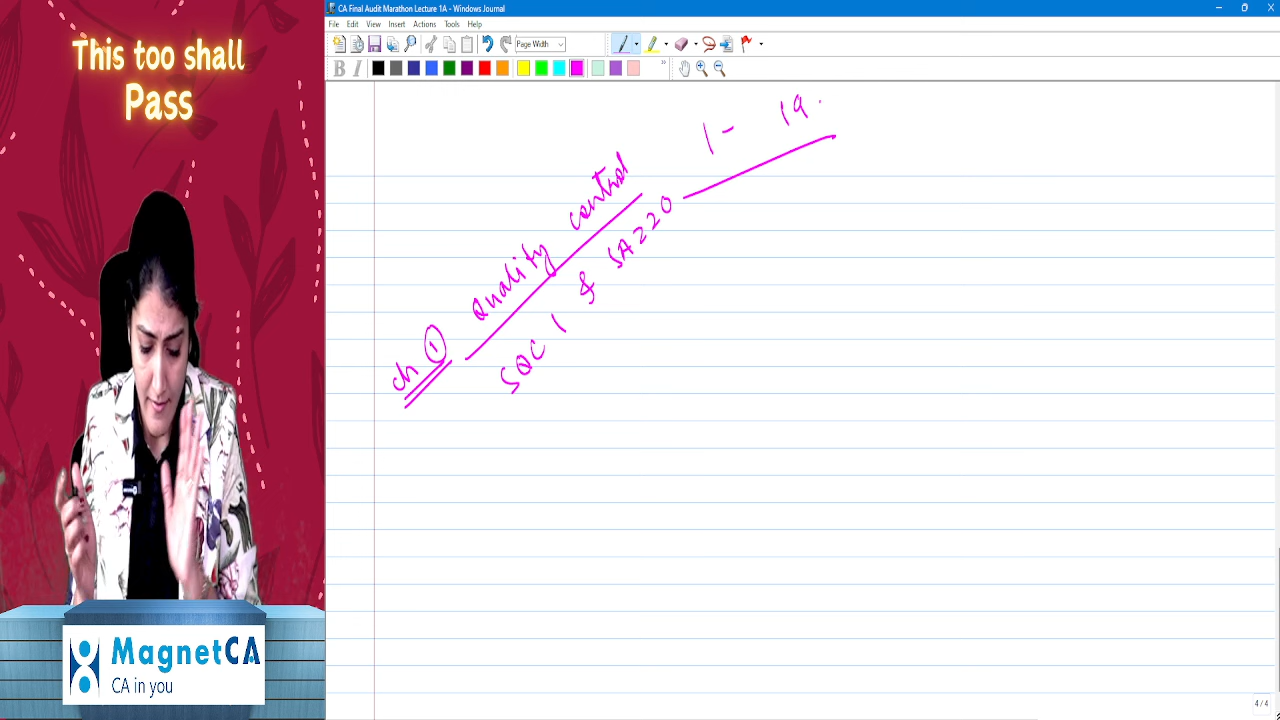 This too shall
Pass
CA Final Audit Marathon Lecture 1A - Windows Journal
File Edit View Insert Actions Tools Help
Page Width
B I
1 - 19.
Ch 1 Quality control
SQC 1 & SA220
MagnetCA
CA in you
4 / 4